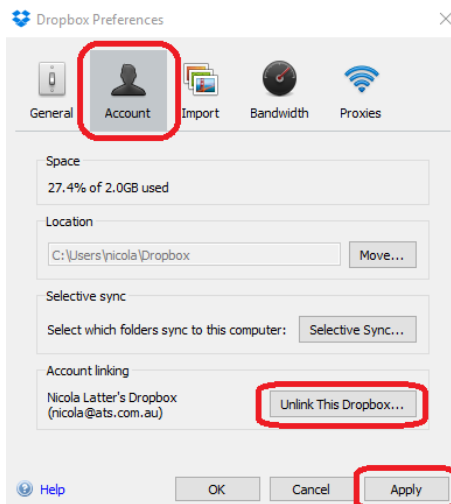 Dropbox Preferences
General Account Import Bandwidth Proxies
Space
27.4% of 2.0GB used
Location
C:\Users\nicola\Dropbox Move...
Selective sync
Select which folders sync to this computer: Selective Sync...
Account linking
Nicola Latter's Dropbox
(nicola@ats.com.au) Unlink This Dropbox...
Help OK Cancel Apply